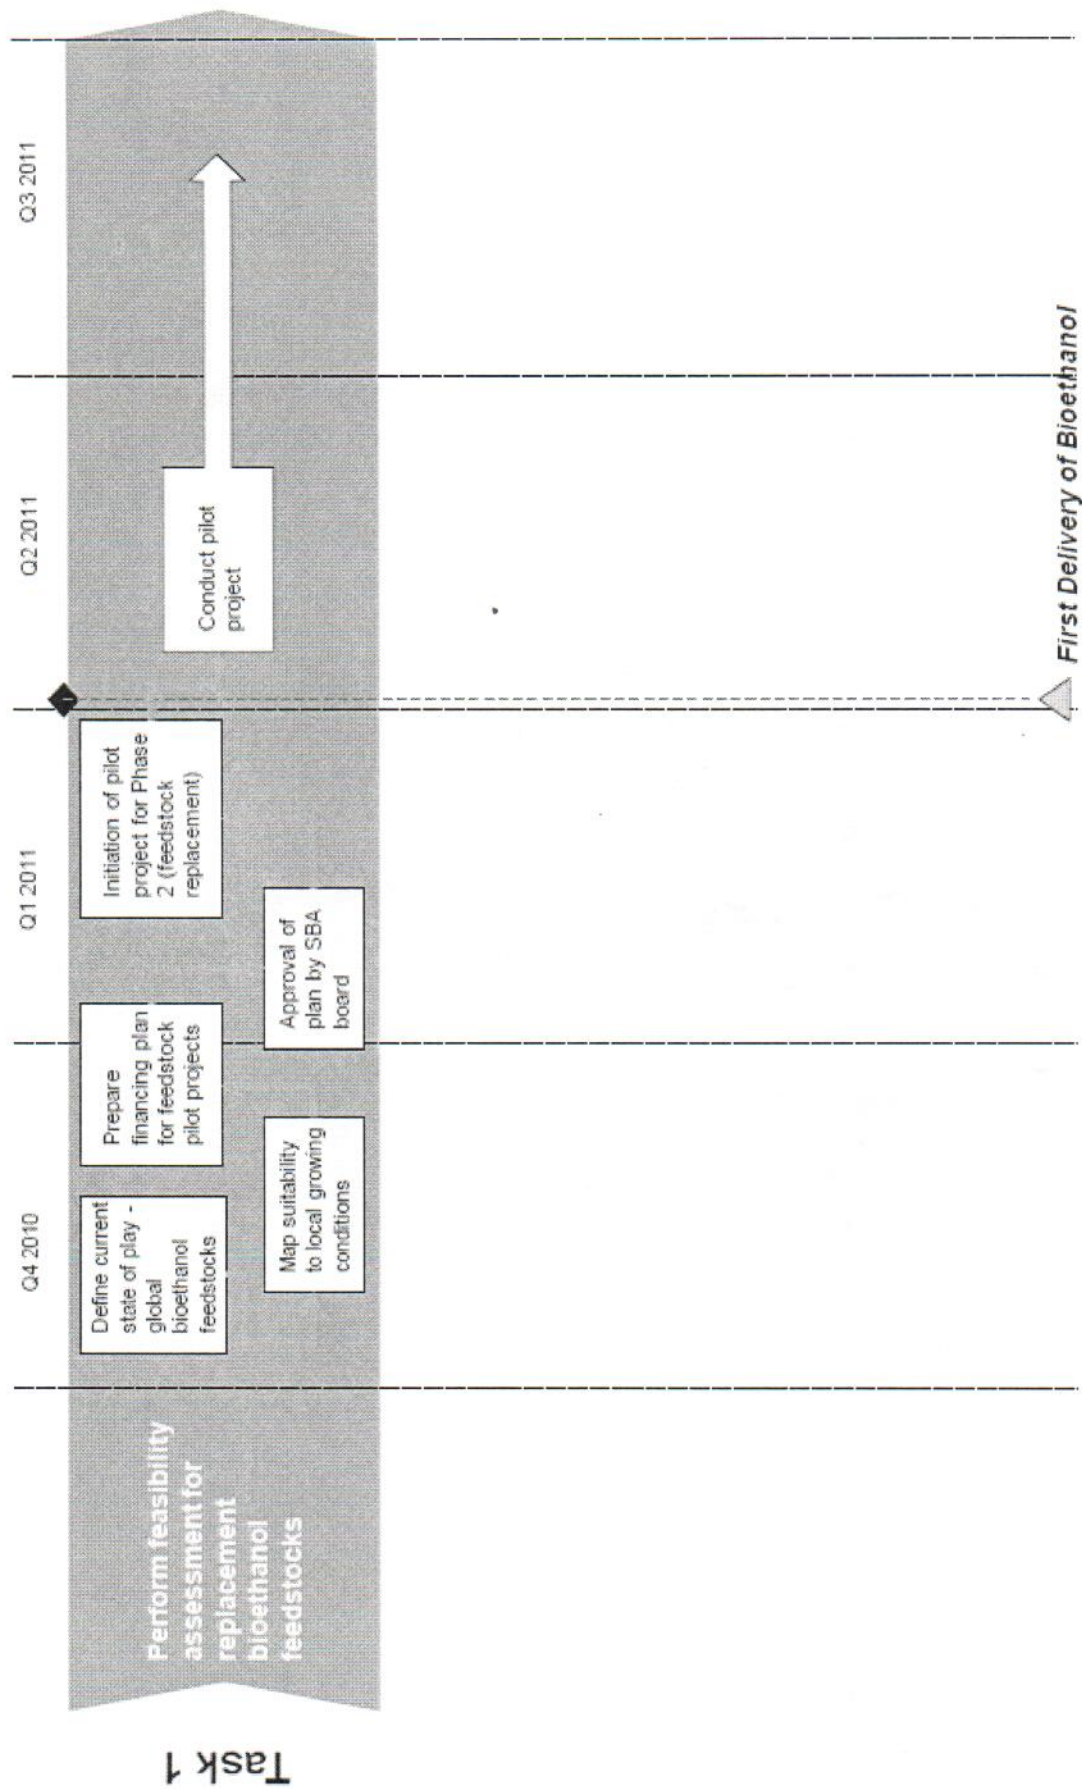 Q4 2010
Q1 2011
Q2 2011
Q3 2011
Task 1
Perform feasibility
assessment for
replacement
bioethanol
feedstocks
Define current
state of play -
global
bioethanol
feedstocks
Map suitability
to local growing
conditions
Prepare
financing plan
for feedstock
pilot projects
Approval of
plan by SBA
board
Initiation of pilot
project for Phase
2 (feedstock
replacement)
Conduct pilot
project
First Delivery of Bioethanol